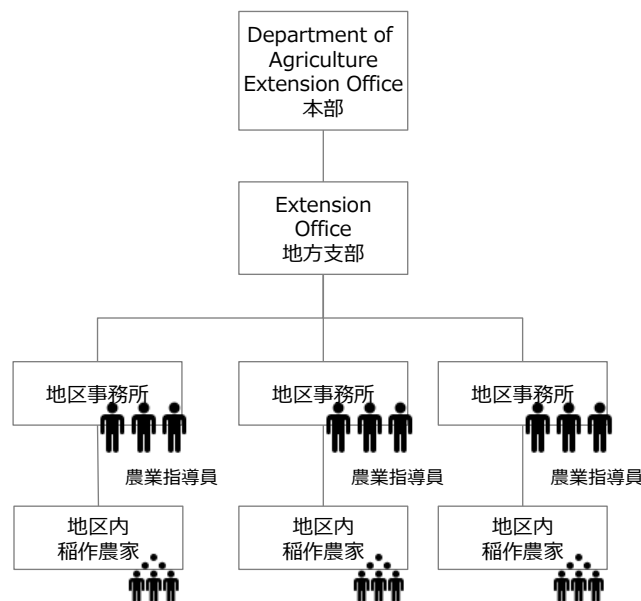 Department of
Agriculture
Extension Office
本部
Extension
Office
地方支部
地区事務所
地区事務所
地区事務所
農業指導員
農業指導員
農業指導員
地区内
稲作農家
地区内
稲作農家
地区内
稲作農家